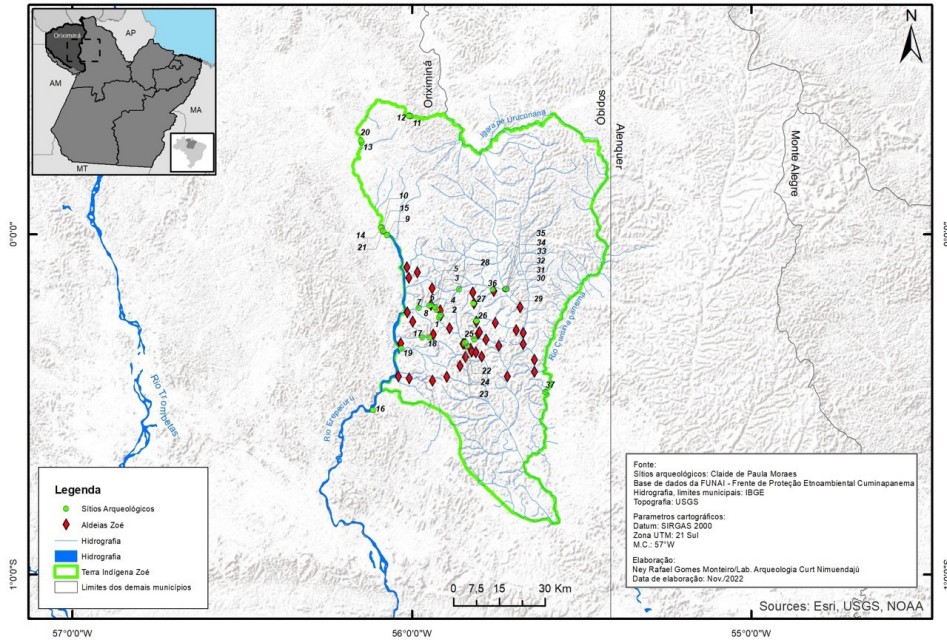 Oriximiná
AP
AM
MA
MT
N
Oriximiná
Óbidos
Alenquer
Monte Alegre
Igara pé Urucuriana
Rio Trombetas
Rio Erepecurú
0°0'0"
1°0'0"S
12
11
20
13
10
15
9
14
21
35
34
33
32
31
30
28
5
3
36
29
27
4
2
7
6
8
1
26
17
18
25
19
22
24
23
37
16
Legenda
Sítios Arqueológicos
Aldeias Zoé
Hidrografia
Hidrografia
Terra Indígena Zoé
Limites dos demais municípios
0 7,5 15 30 Km
Fonte:
Sítios arqueológicos: Claide de Paula Moraes
Base de dados da FUNAI - Frente de Proteção Etnoambiental Cuminapanema
Hidrografia, limites municipais: IBGE
Topografia: USGS
Parametros cartográficos:
Datum: SIRGAS 2000
Zona UTM: 21 Sul
M.C.: 57°W
Elaboração:
Ney Rafael Gomes Monteiro/Lab. Arqueologia Curt Nimuendajú
Data de elaboração: Nov./2022
Sources: Esri, USGS, NOAA
57°0'0"W
56°0'0"W
55°0'0"W